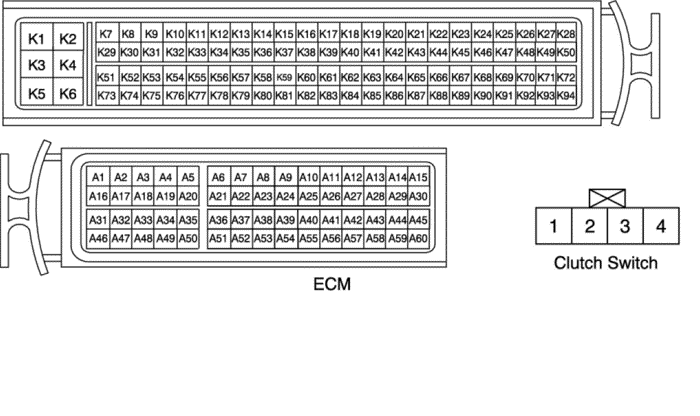 K1 K2
K3 K4
K5 K6
K7 K8 K9 K10 K11 K12 K13 K14 K15 K16 K17 K18 K19 K20 K21 K22 K23 K24 K25 K26 K27 K28
K29 K30 K31 K32 K33 K34 K35 K36 K37 K38 K39 K40 K41 K42 K43 K44 K45 K46 K47 K48 K49 K50
K51 K52 K53 K54 K55 K56 K57 K58 K59 K60 K61 K62 K63 K64 K65 K66 K67 K68 K69 K70 K71 K72
K73 K74 K75 K76 K77 K78 K79 K80 K81 K82 K83 K84 K85 K86 K87 K88 K89 K90 K91 K92 K93 K94
A1 A2 A3 A4 A5 A6 A7 A8 A9 A10 A11 A12 A13 A14 A15
A16 A17 A18 A19 A20 A21 A22 A23 A24 A25 A26 A27 A28 A29 A30
A31 A32 A33 A34 A35 A36 A37 A38 A39 A40 A41 A42 A43 A44 A45
A46 A47 A48 A49 A50 A51 A52 A53 A54 A55 A56 A57 A58 A59 A60
ECM
1 2 3 4
Clutch Switch